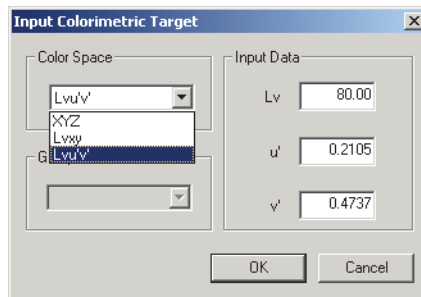 Input Colorimetric Target
Color Space
Input Data
Lvu'v'
Lv 80.00
XYZ
Lvxy
Lvu'v'
u' 0.2105
v' 0.4737
OK Cancel